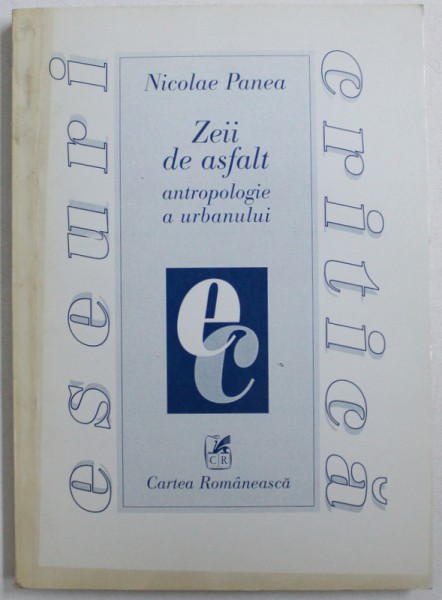 eseuri
critică
Nicolae Panea
Zeii
de asfalt
antropologie
a urbanului
ec
CR
Cartea Românească